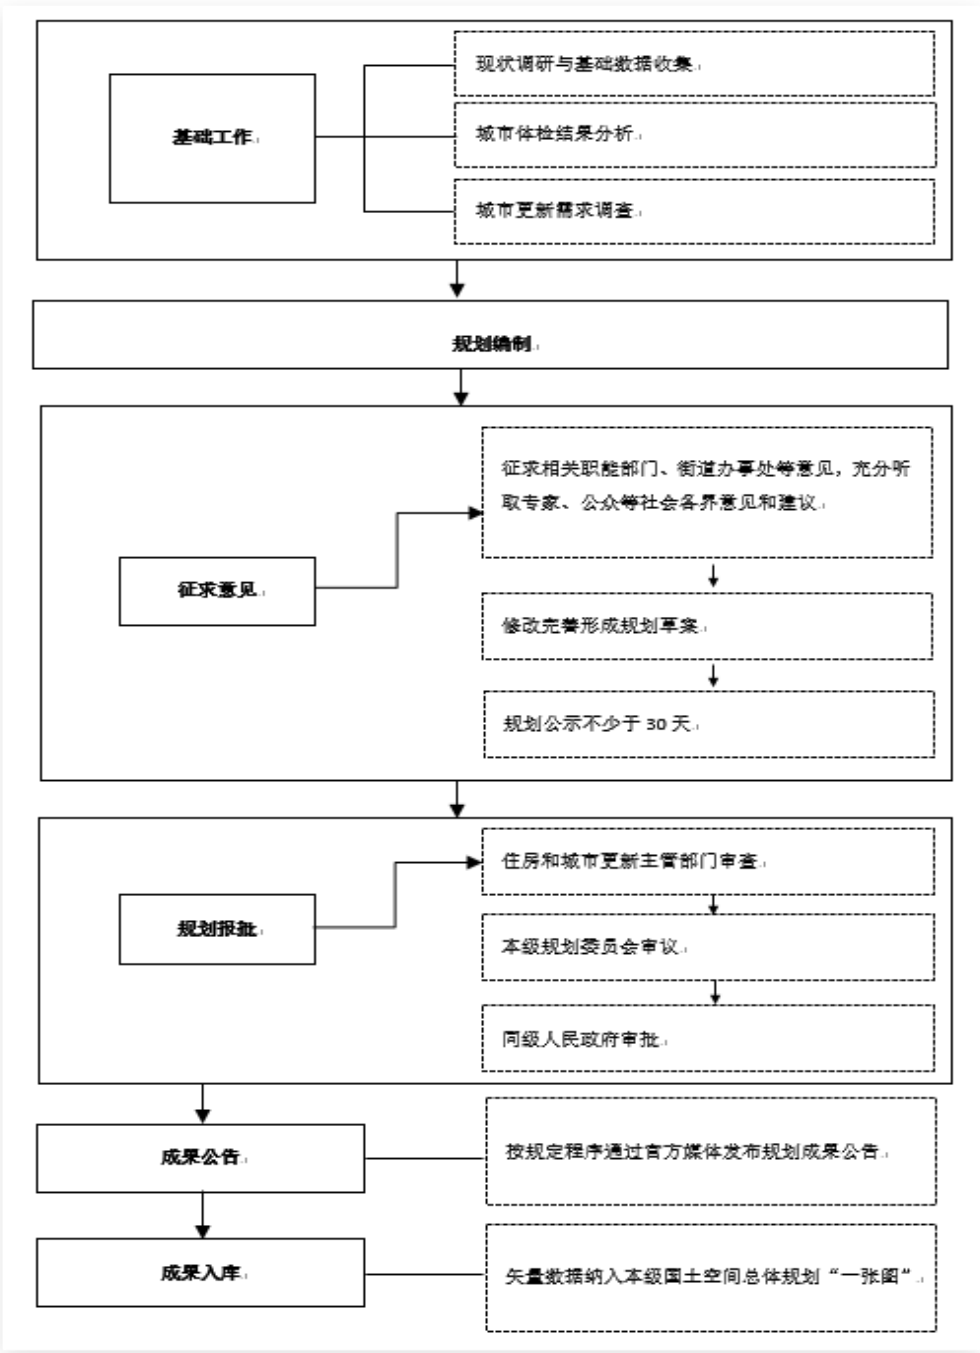 基础工作
现状调研与基础数据收集
城市体检结果分析
城市更新需求调查
规划编制
征求意见
征求相关职能部门、街道办事处等意见，充分听
取专家、公众等社会各界意见和建议
修改完善形成规划草案
规划公示不少于 30 天
规划报批
住房和城市更新主管部门审查
本级规划委员会审议
同级人民政府审批
成果公告
按规定程序通过官方媒体发布规划成果公告
成果入库
矢量数据纳入本级国土空间总体规划“一张图”